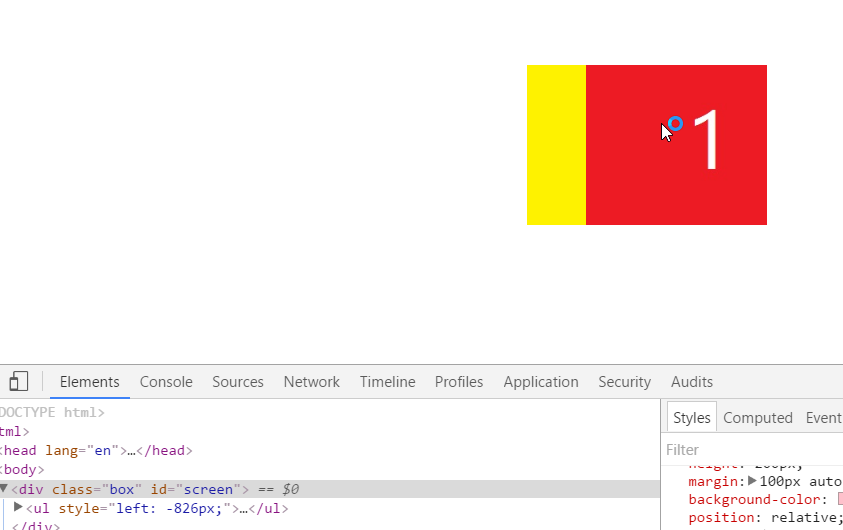 1
Elements Console Sources Network Timeline Profiles Application Security Audits
DOCTYPE html>
tml>
<head lang="en">…</head>
<body>
▼<div class="box" id="screen"> == $0
▶<ul style="left: -826px;">…</ul>
</div>
Styles Computed Event
Filter
height: 200px;
margin:▶100px auto
background-color:
position: relative;